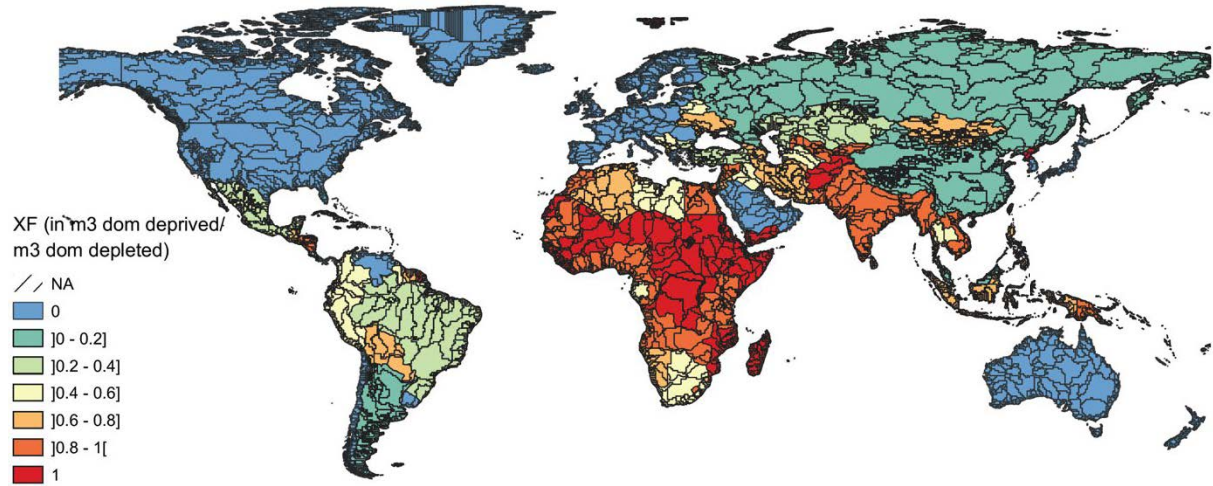 XF (in m3 dom deprived/
m3 dom depleted)
NA
0
]0 - 0.2]
]0.2 - 0.4]
]0.4 - 0.6]
]0.6 - 0.8]
]0.8 - 1[
1